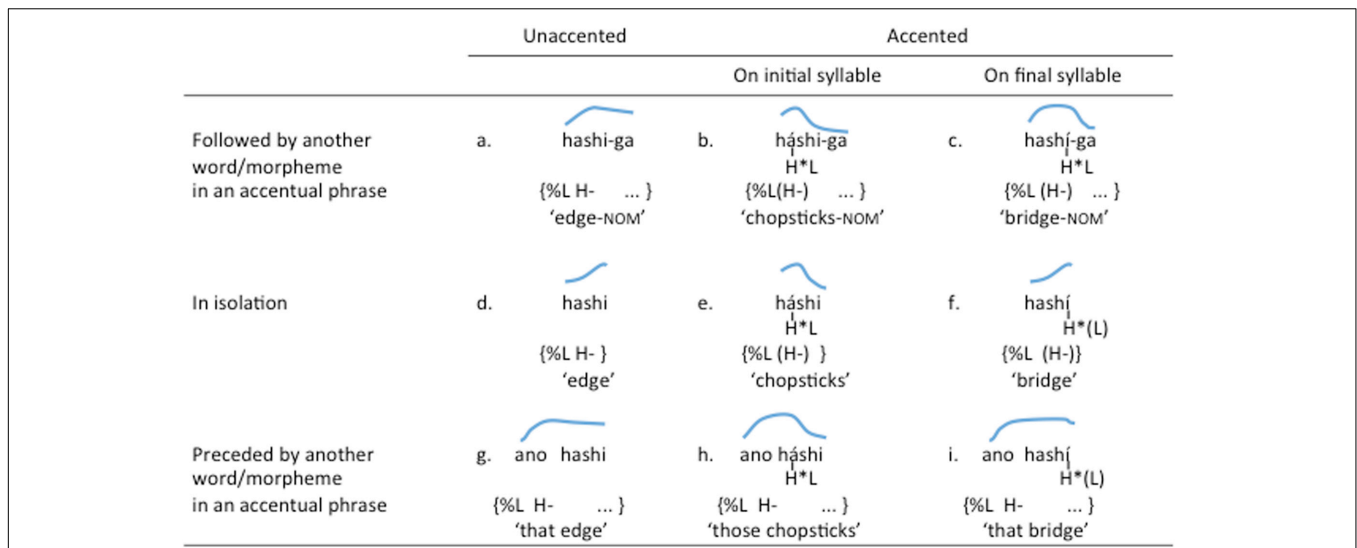 Unaccented Accented
On initial syllable On final syllable
Followed by another a. hashi-ga b. háshi-ga c. hashí-ga
word/morpheme H*L H*L
in an accentual phrase {%L H- ... } {%L(H-) ... } {%L (H-) ... }
‘edge-NOM’ ‘chopsticks-NOM’ ‘bridge-NOM’
In isolation d. hashi e. háshi f. hashí
H*L H*(L)
{%L H- } {%L (H-) } {%L (H-)}
‘edge’ ‘chopsticks’ ‘bridge’
Preceded by another g. ano hashi h. ano háshi i. ano hashí
word/morpheme H*L H*(L)
in an accentual phrase {%L H- ... } {%L H- ... } {%L H- ... }
‘that edge’ ‘those chopsticks’ ‘that bridge’